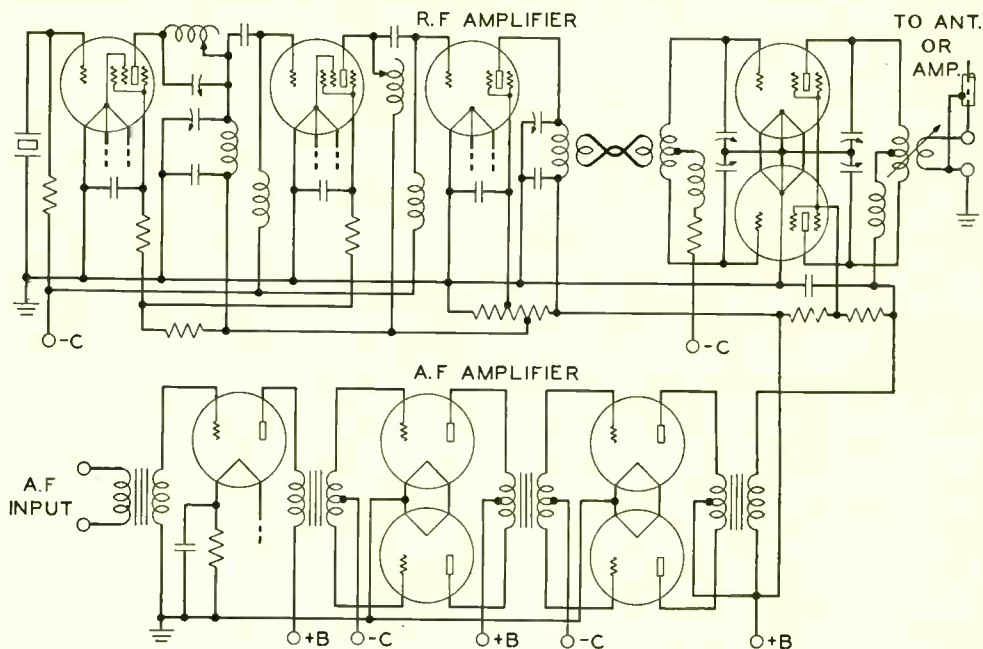 R.F AMPLIFIER
TO ANT.
OR
AMP.
-C
-C
A.F AMPLIFIER
A.F
INPUT
+B
-C
+B
-C
+B